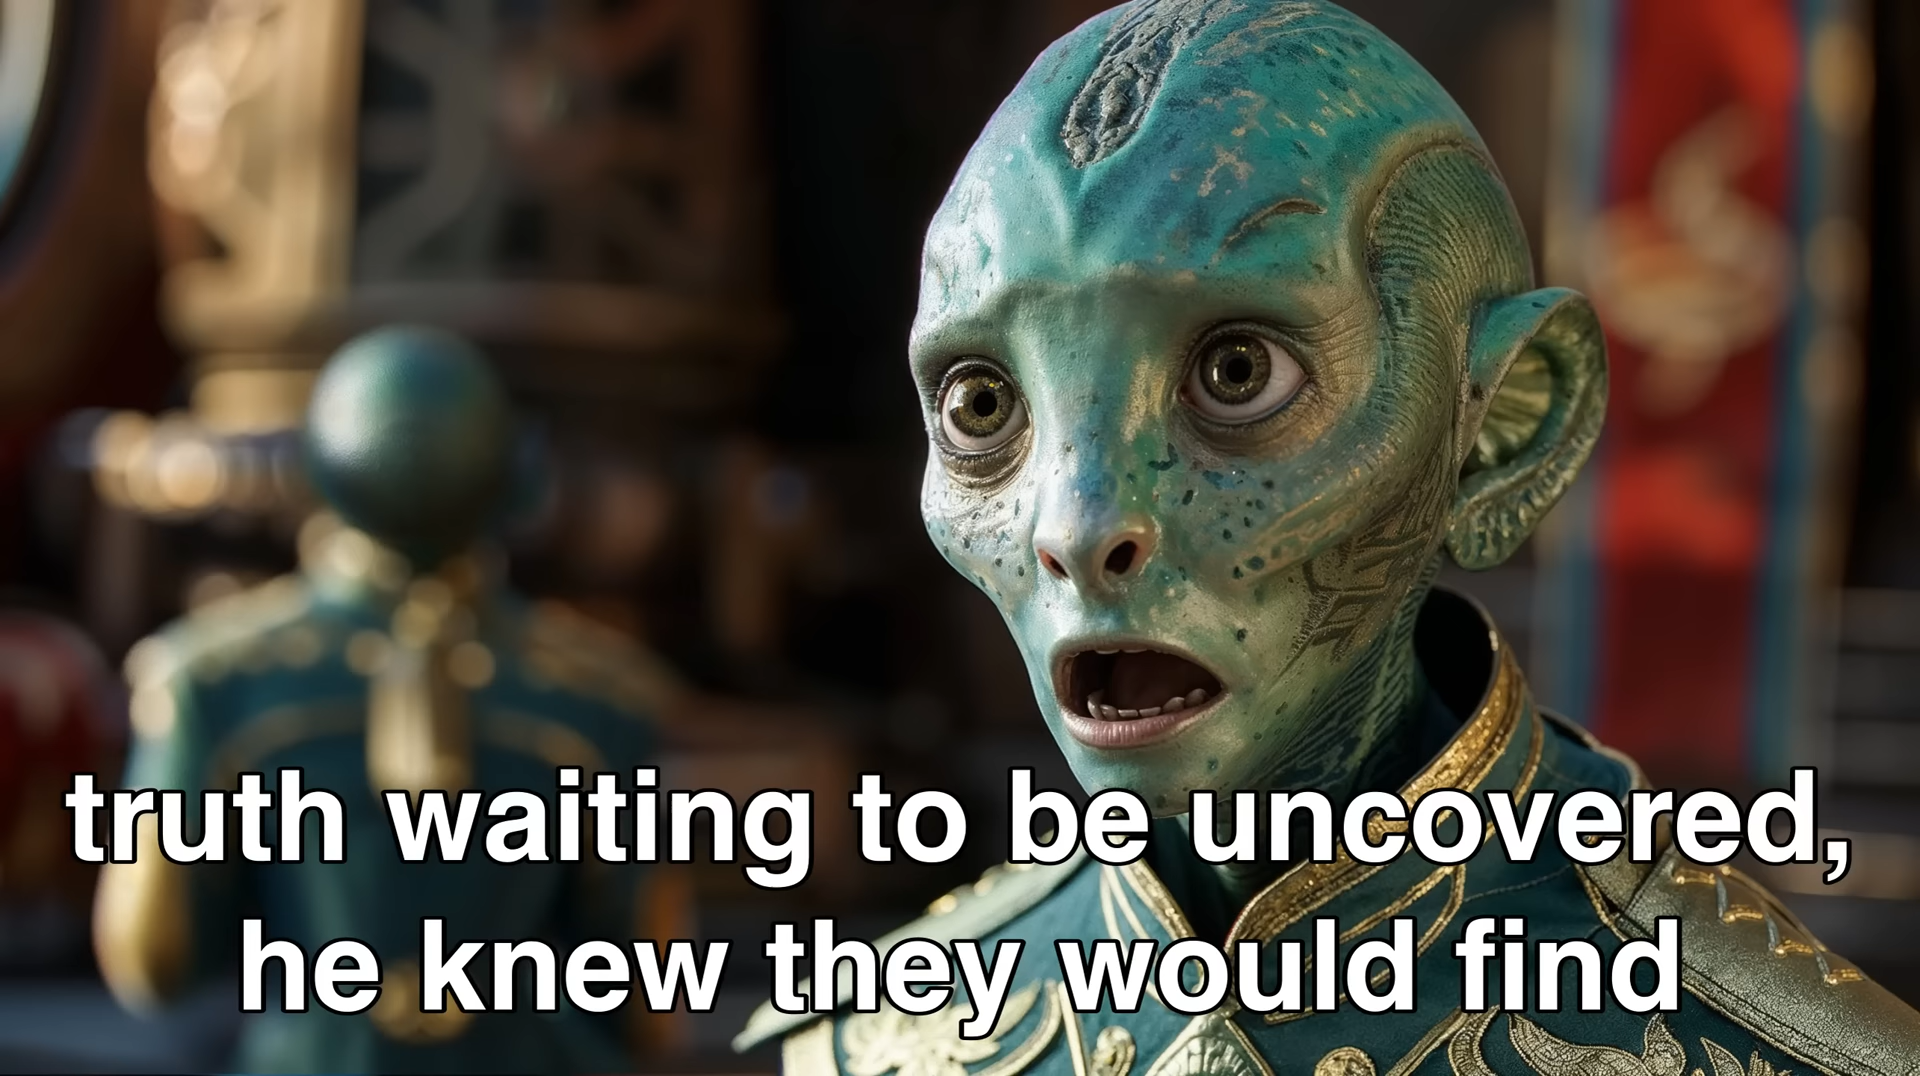 truth waiting to be uncovered,
he knew they would find